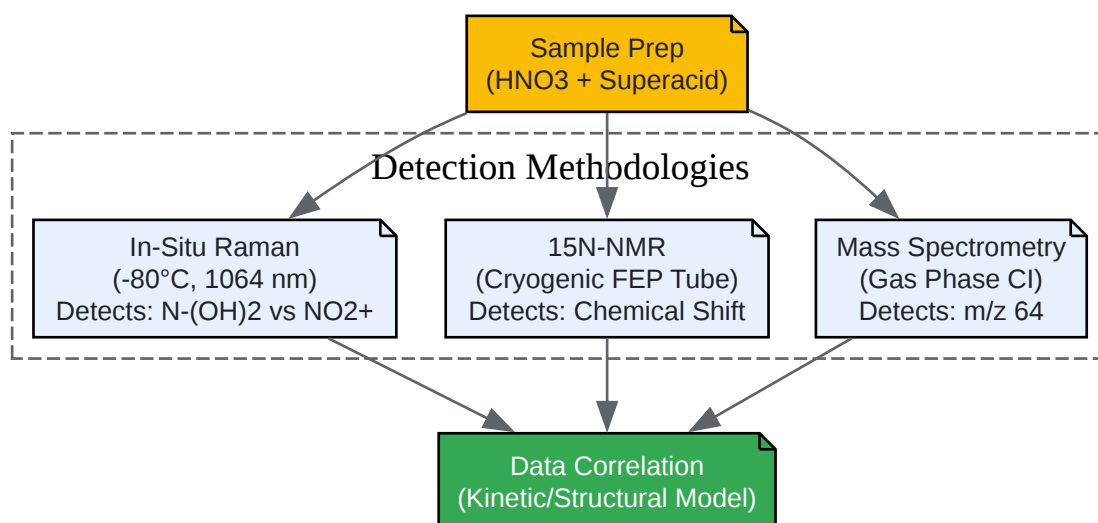 Sample Prep
(HNO3 + Superacid)
Detection Methodologies
In-Situ Raman
(-80°C, 1064 nm)
Detects: N-(OH)2 vs NO2+
15N-NMR
(Cryogenic FEP Tube)
Detects: Chemical Shift
Mass Spectrometry
(Gas Phase CI)
Detects: m/z 64
Data Correlation
(Kinetic/Structural Model)